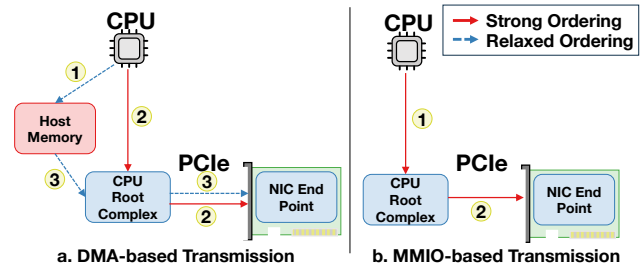 CPU
1
2
Host
Memory
3
PCIe
CPU
Root
Complex
3
2
NIC End
Point
a. DMA-based Transmission
CPU
Strong Ordering
Relaxed Ordering
1
PCIe
CPU
Root
Complex
2
NIC End
Point
b. MMIO-based Transmission